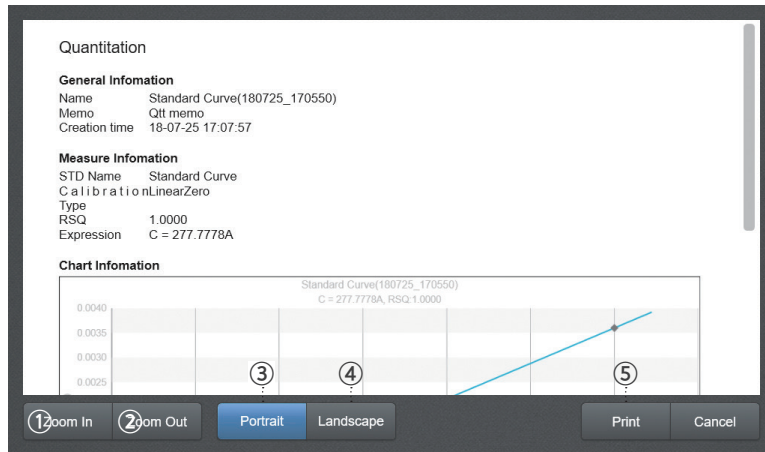 Quantitation
General Infomation
Name Standard Curve(180725_170550)
Memo Qtt memo
Creation time 18-07-25 17:07:57
Measure Infomation
STD Name Standard Curve
CalibrationLinearZero
Type
RSQ 1.0000
Expression C = 277.7778A
Chart Infomation
Standard Curve(180725_170550)
C = 277.7778A, RSQ:1.0000
0.0040
0.0035
0.0030
0.0025
③ ④ ⑤
①Zoom In ②Zoom Out Portrait Landscape Print Cancel